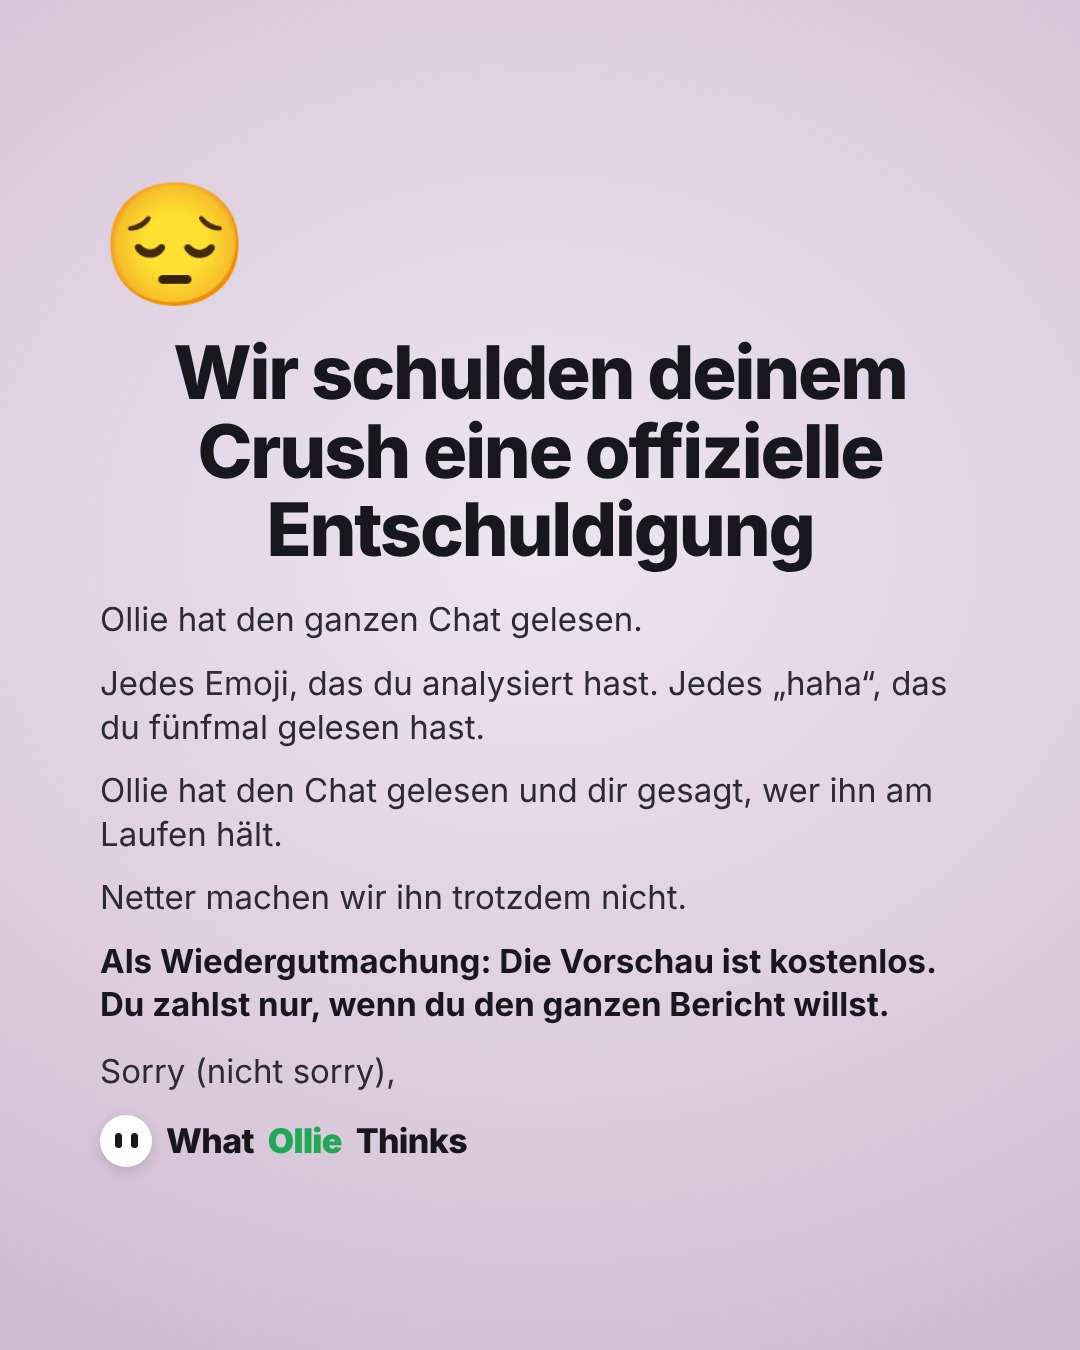 Wir schulden deinem
Crush eine offizielle
Entschuldigung
Ollie hat den ganzen Chat gelesen.
Jedes Emoji, das du analysiert hast. Jedes „haha“, das
du fünfmal gelesen hast.
Ollie hat den Chat gelesen und dir gesagt, wer ihn am
Laufen hält.
Netter machen wir ihn trotzdem nicht.
Als Wiedergutmachung: Die Vorschau ist kostenlos.
Du zahlst nur, wenn du den ganzen Bericht willst.
Sorry (nicht sorry),
What Ollie Thinks